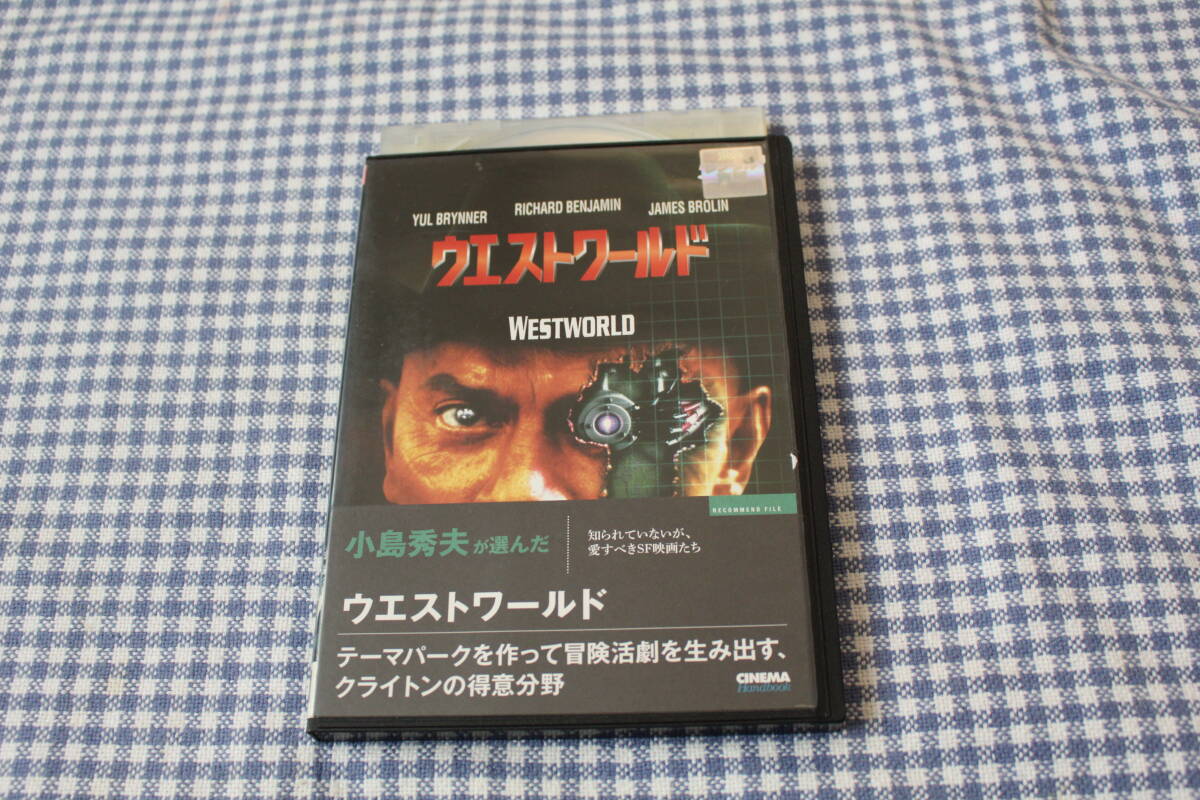 YUL BRYNNER RICHARD BENJAMIN JAMES BROLIN
ウエストワールド
WESTWORLD
RECOMMEND FILE
小島秀夫が選んだ
知られていないが、
愛すべきSF映画たち
ウエストワールド
テーマパークを作って冒険活劇を生み出す、
クライトンの得意分野
CINEMA
Handbook